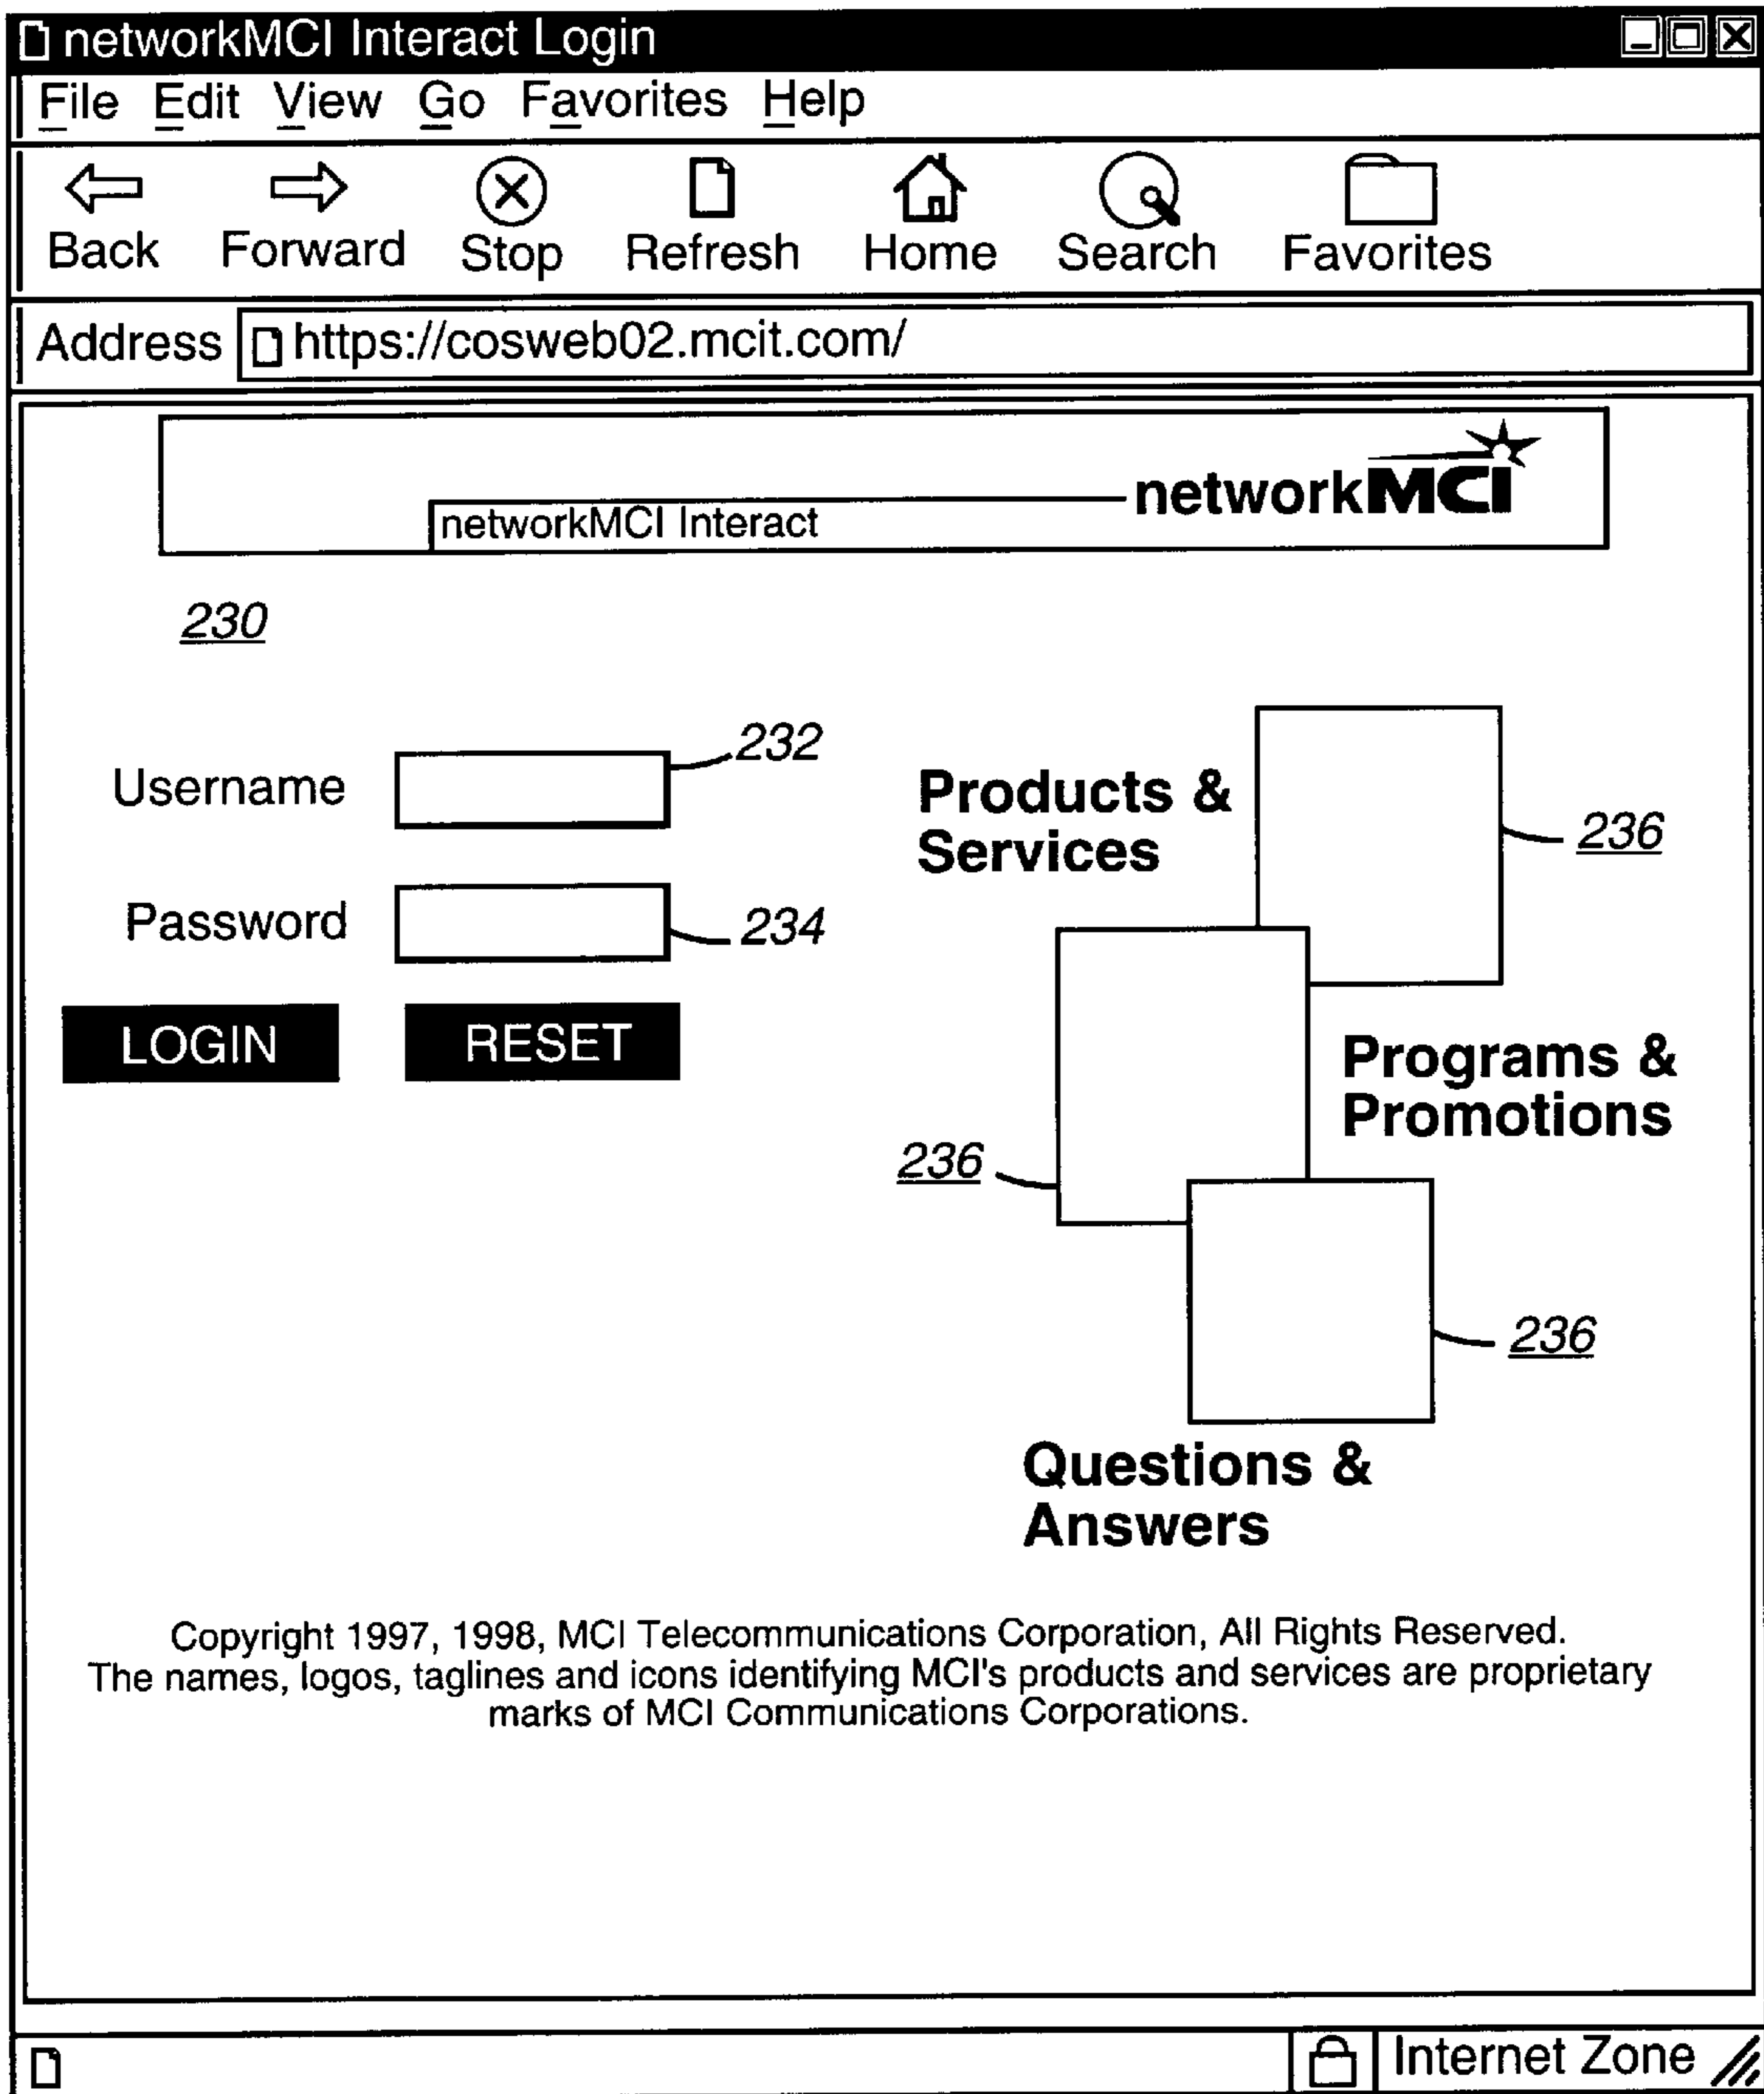 networkMCI Interact Login
File Edit View Go Favorites Help
Back Forward Stop Refresh Home Search Favorites
Address https://cosweb02.mcit.com/
networkMCI
networkMCI Interact
230
Username 232
Password 234
LOGIN RESET
Products &
Services
236
Programs &
Promotions
236
236
Questions &
Answers
Copyright 1997, 1998, MCI Telecommunications Corporation, All Rights Reserved.
The names, logos, taglines and icons identifying MCI's products and services are proprietary
marks of MCI Communications Corporations.
Internet Zone